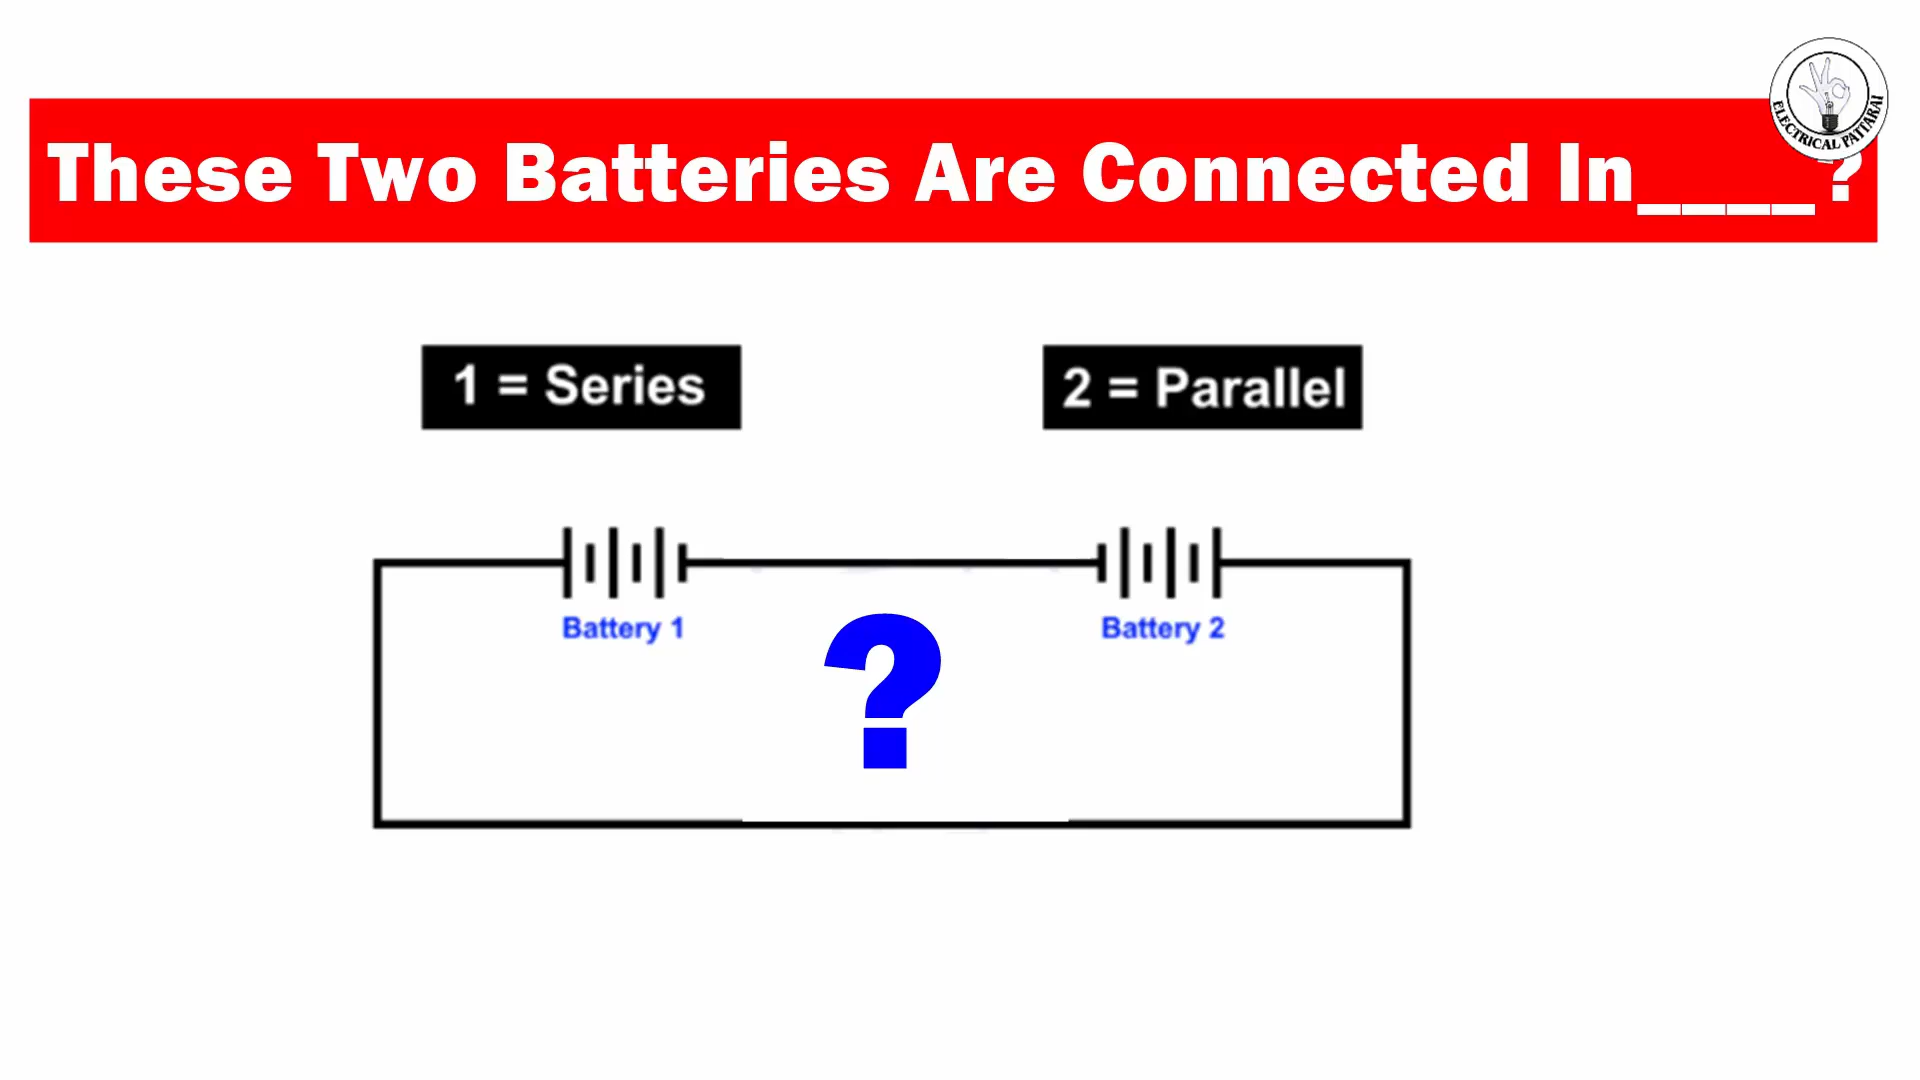 ELECTRICAL PATTARAI
These Two Batteries Are Connected In____?
1 = Series
2 = Parallel
Battery 1
Battery 2
?